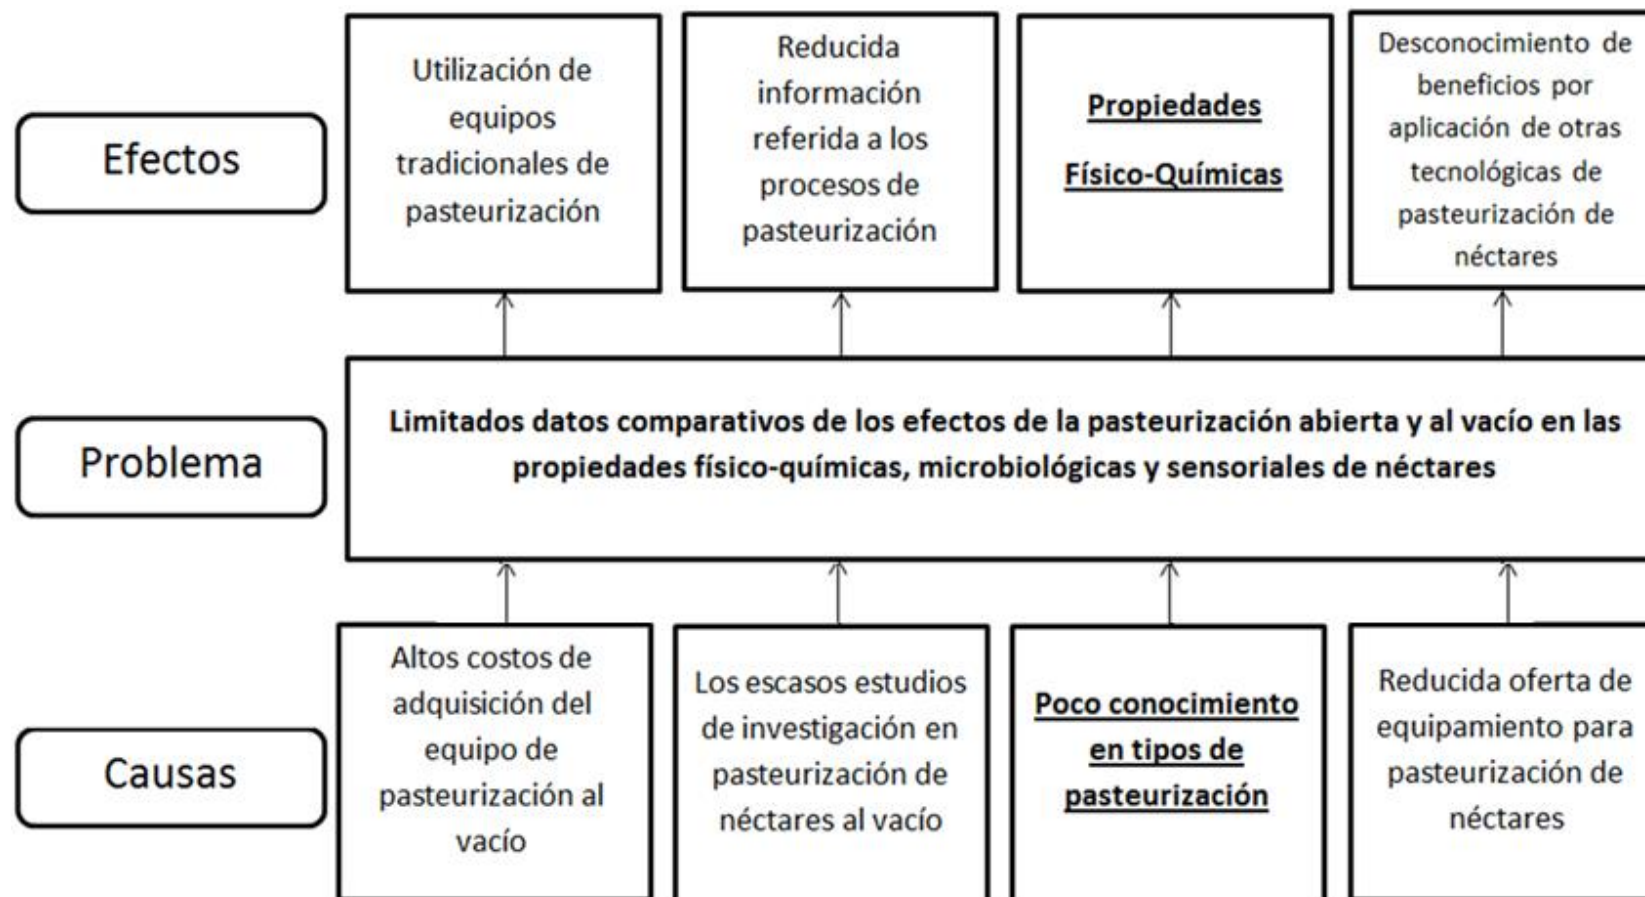 Efectos
Utilización de
equipos
tradicionales de
pasteurización
Reducida
información
referida a los
procesos de
pasteurización
Propiedades
Físico-Químicas
Desconocimiento de
beneficios por
aplicación de otras
tecnológicas de
pasteurización de
néctares
Problema
Limitados datos comparativos de los efectos de la pasteurización abierta y al vacío en las
propiedades físico-químicas, microbiológicas y sensoriales de néctares
Causas
Altos costos de
adquisición del
equipo de
pasteurización al
vacío
Los escasos estudios
de investigación en
pasteurización de
néctares al vacío
Poco conocimiento
en tipos de
pasteurización
Reducida oferta de
equipamiento para
pasteurización de
néctares